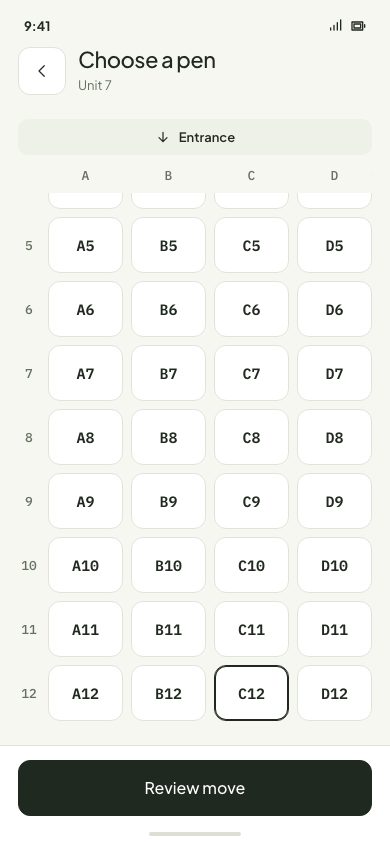 9:41
Choose a pen
Unit 7
↓ Entrance
A B C D
5 A5 B5 C5 D5
6 A6 B6 C6 D6
7 A7 B7 C7 D7
8 A8 B8 C8 D8
9 A9 B9 C9 D9
10 A10 B10 C10 D10
11 A11 B11 C11 D11
12 A12 B12 C12 D12
Review move